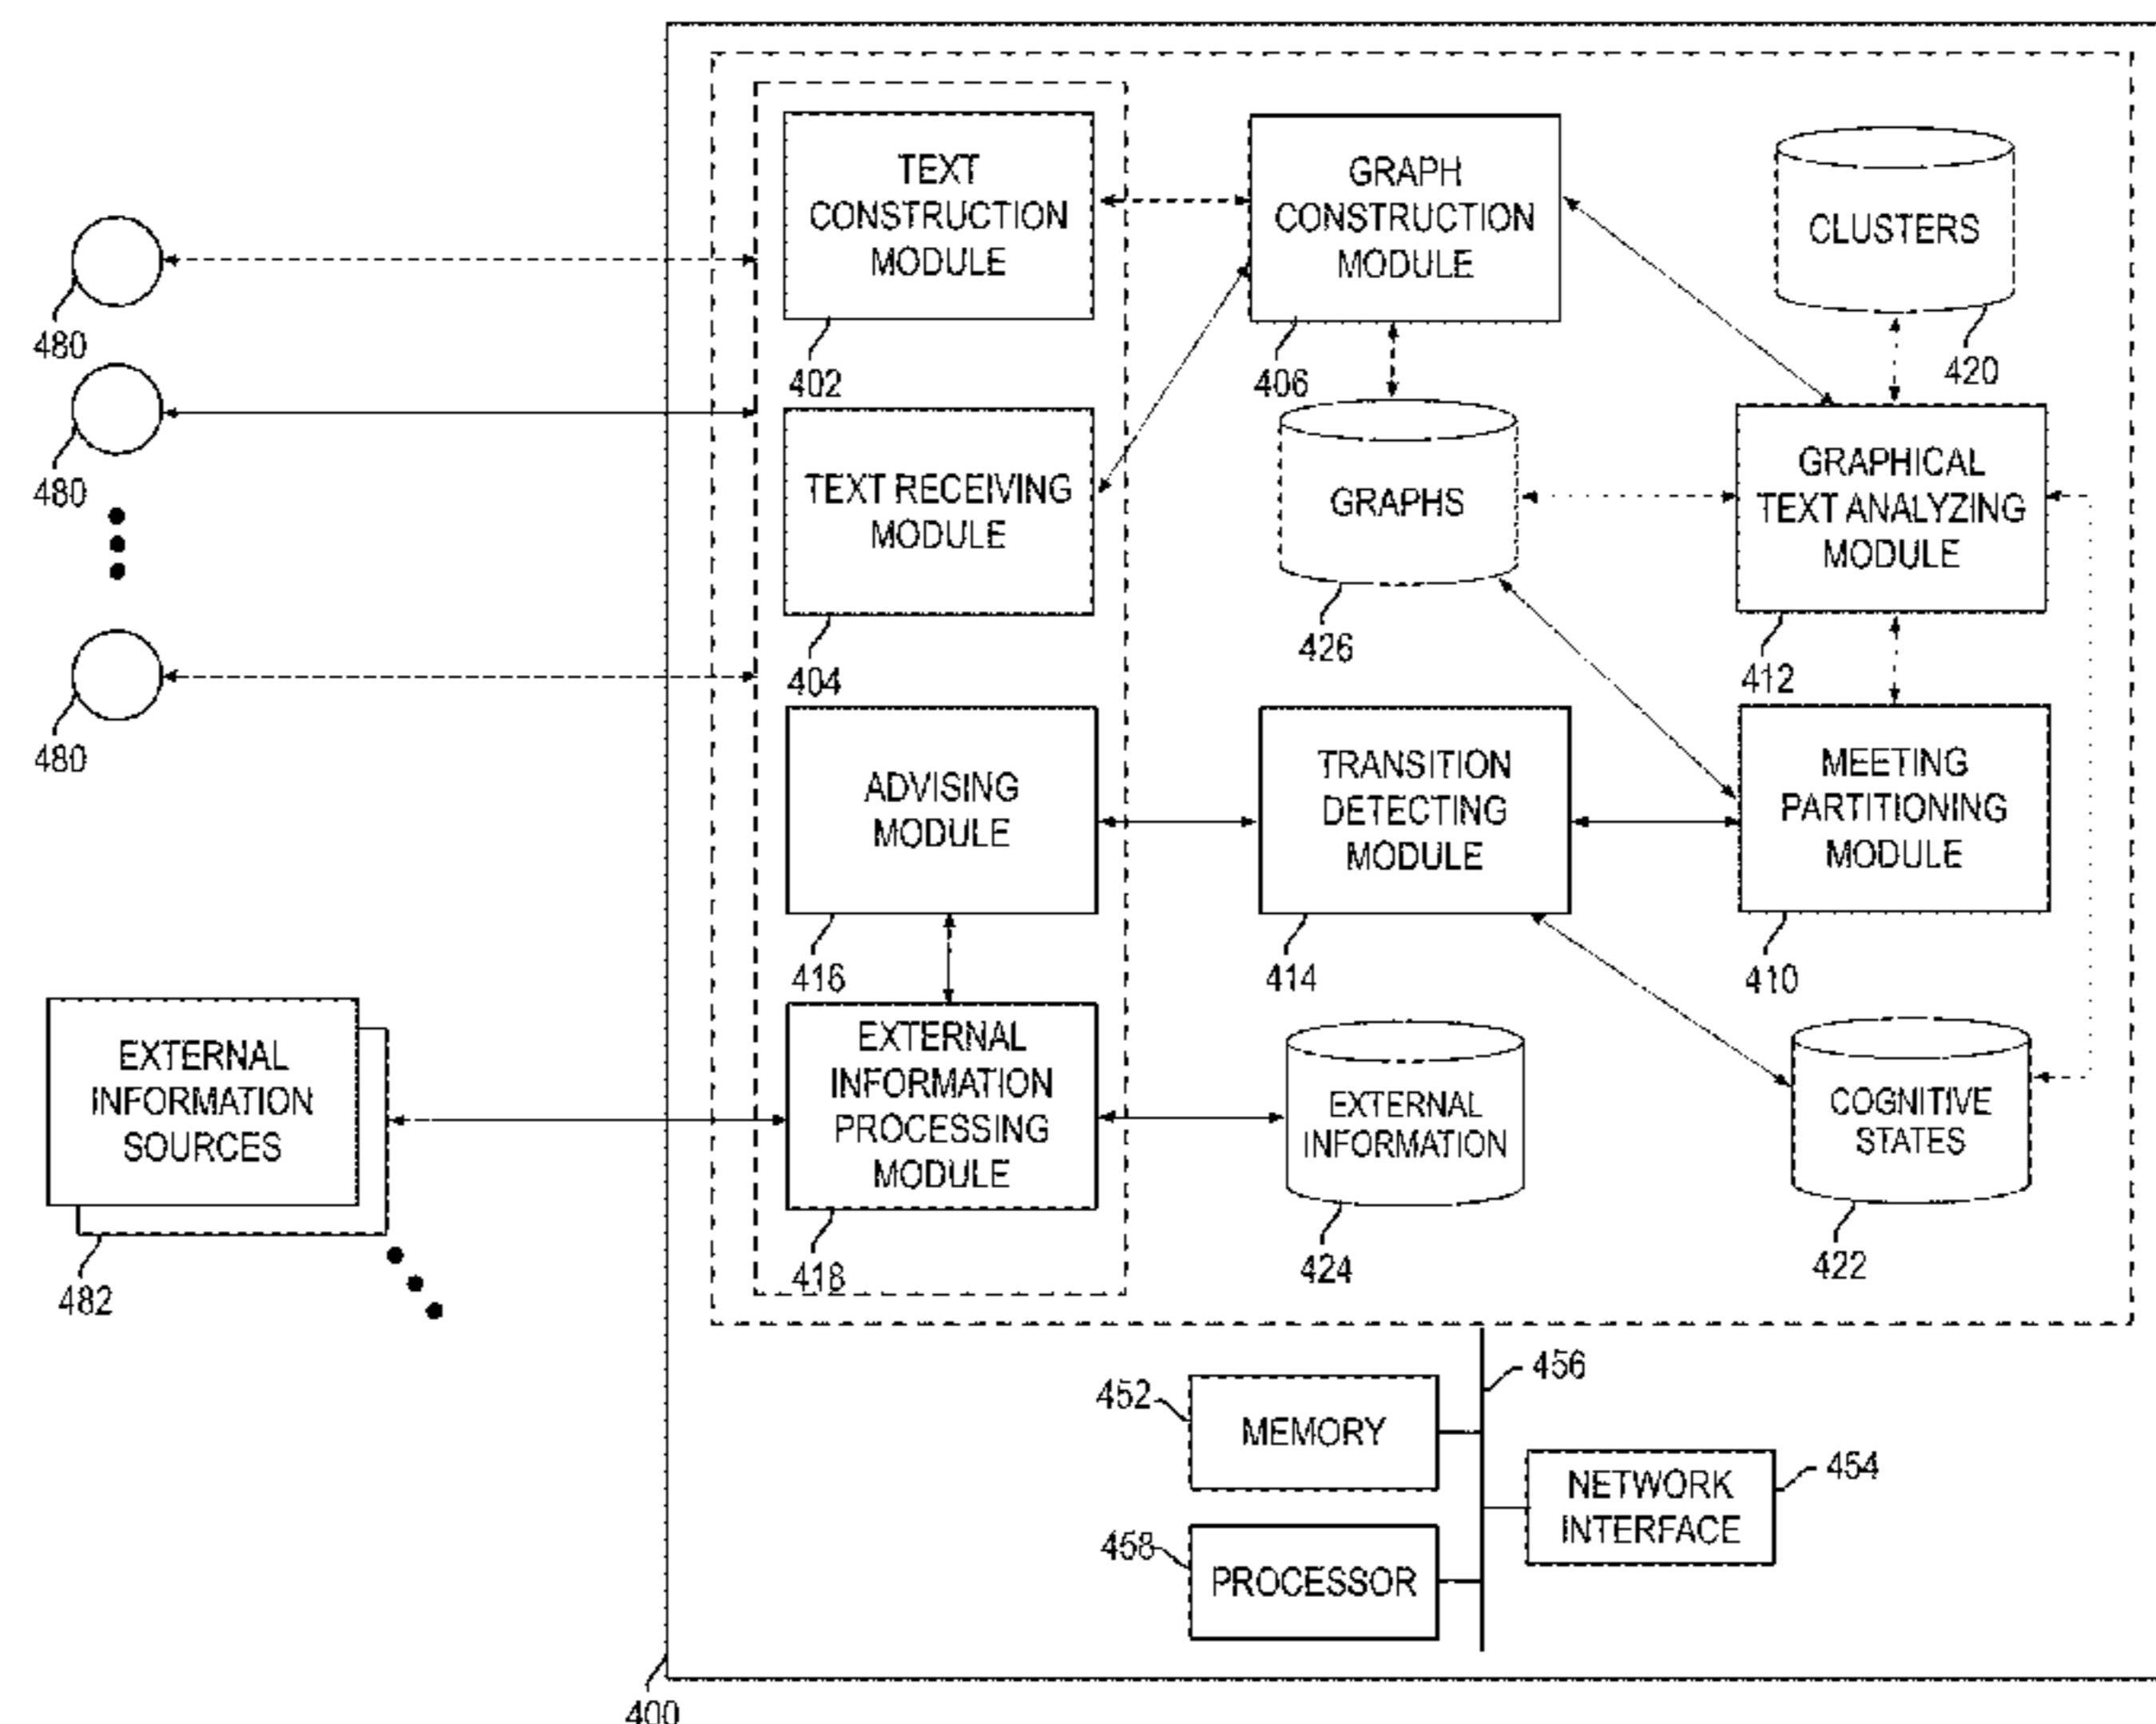 TEXT
CONSTRUCTION
MODULE
402
GRAPH
CONSTRUCTION
MODULE
406
CLUSTERS
420
480
480
480
TEXT RECEIVING
MODULE
404
GRAPHS
426
GRAPHICAL
TEXT ANALYZING
MODULE
412
ADVISING
MODULE
416
TRANSITION
DETECTING
MODULE
414
MEETING
PARTITIONING
MODULE
410
EXTERNAL
INFORMATION
SOURCES
482
EXTERNAL
INFORMATION
PROCESSING
MODULE
418
EXTERNAL
INFORMATION
424
COGNITIVE
STATES
422
452
MEMORY
456
NETWORK
INTERFACE
454
458
PROCESSOR
400